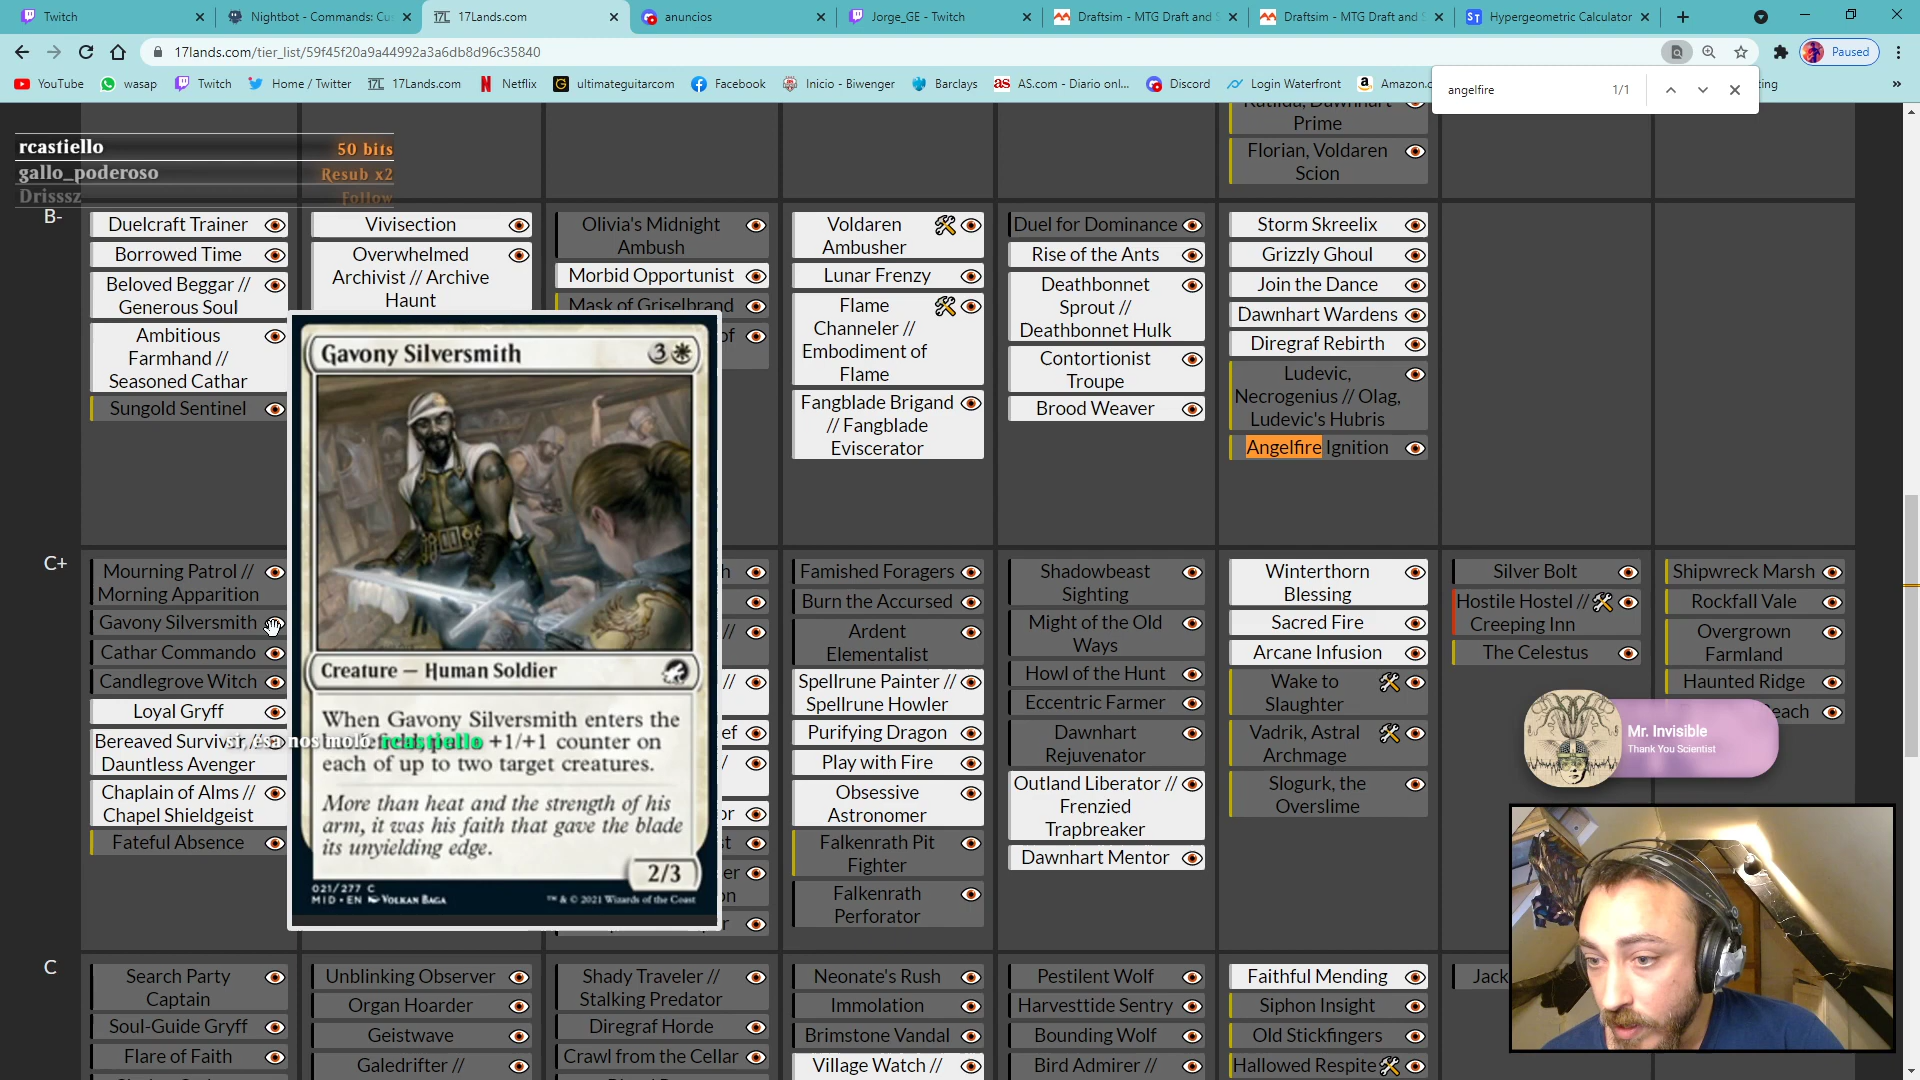 Twitch
Nightbot - Commands: Cu
17Lands.com
anuncios
Jorge_GE - Twitch
Draftsim - MTG Draft and S
Draftsim - MTG Draft and S
Hypergeometric Calculator
17lands.com/tier_list/59f45f20a9a44992a3a6db8d96c35840
Paused
YouTube
wasap
Twitch
Home / Twitter
17Lands.com
Netflix
ultimateguitarcom
Facebook
Inicio - Biwenger
Barclays
AS.com - Diario onl...
Discord
Login Waterfront
Amazon.c
angelfire
1/1
rcastiello 50 bits
gallo_poderoso Resub x2
Drisssz Follow
Prime
Florian, Voldaren
Scion
B-
Duelcraft Trainer
Borrowed Time
Beloved Beggar //
Generous Soul
Ambitious
Farmhand //
Seasoned Cathar
Sungold Sentinel
Vivisection
Overwhelmed
Archivist // Archive
Haunt
Olivia's Midnight
Ambush
Morbid Opportunist
Mask of Griselbrand
of
Voldaren
Ambusher
Lunar Frenzy
Flame
Channeler //
Embodiment of
Flame
Fangblade Brigand
// Fangblade
Eviscerator
Duel for Dominance
Rise of the Ants
Deathbonnet
Sprout //
Deathbonnet Hulk
Contortionist
Troupe
Brood Weaver
Storm Skreelix
Grizzly Ghoul
Join the Dance
Dawnhart Wardens
Diregraf Rebirth
Ludevic,
Necrogenius // Olag,
Ludevic's Hubris
Angelfire Ignition
Gavony Silversmith 3
Creature — Human Soldier
When Gavony Silversmith enters the
+1/+1 counter on
each of up to two target creatures.
More than heat and the strength of his
arm, it was his faith that gave the blade
its unyielding edge.
2/3
021/277 C
MID • EN VOLKAN BAGA
™ & © 2021 Wizards of the Coast
si, esa nos moló rcastiello
C+
Mourning Patrol //
Morning Apparition
Gavony Silversmith
Cathar Commando
Candlegrove Witch
Loyal Gryff
Bereaved Survivor //
Dauntless Avenger
Chaplain of Alms //
Chapel Shieldgeist
Fateful Absence
h
//
//
ef
/
or
st
er
on
er
Famished Foragers
Burn the Accursed
Ardent
Elementalist
Spellrune Painter //
Spellrune Howler
Purifying Dragon
Play with Fire
Obsessive
Astronomer
Falkenrath Pit
Fighter
Falkenrath
Perforator
Shadowbeast
Sighting
Might of the Old
Ways
Howl of the Hunt
Eccentric Farmer
Dawnhart
Rejuvenator
Outland Liberator //
Frenzied
Trapbreaker
Dawnhart Mentor
Winterthorn
Blessing
Sacred Fire
Arcane Infusion
Wake to
Slaughter
Vadrik, Astral
Archmage
Slogurk, the
Overslime
Silver Bolt
Hostile Hostel //
Creeping Inn
The Celestus
Shipwreck Marsh
Rockfall Vale
Overgrown
Farmland
Haunted Ridge
each
Mr. Invisible
Thank You Scientist
C
Search Party
Captain
Soul-Guide Gryff
Flare of Faith
Unblinking Observer
Organ Hoarder
Geistwave
Galedrifter //
Shady Traveler //
Stalking Predator
Diregraf Horde
Crawl from the Cellar
Neonate's Rush
Immolation
Brimstone Vandal
Village Watch //
Pestilent Wolf
Harvesttide Sentry
Bounding Wolf
Bird Admirer //
Faithful Mending
Siphon Insight
Old Stickfingers
Hallowed Respite
Jack